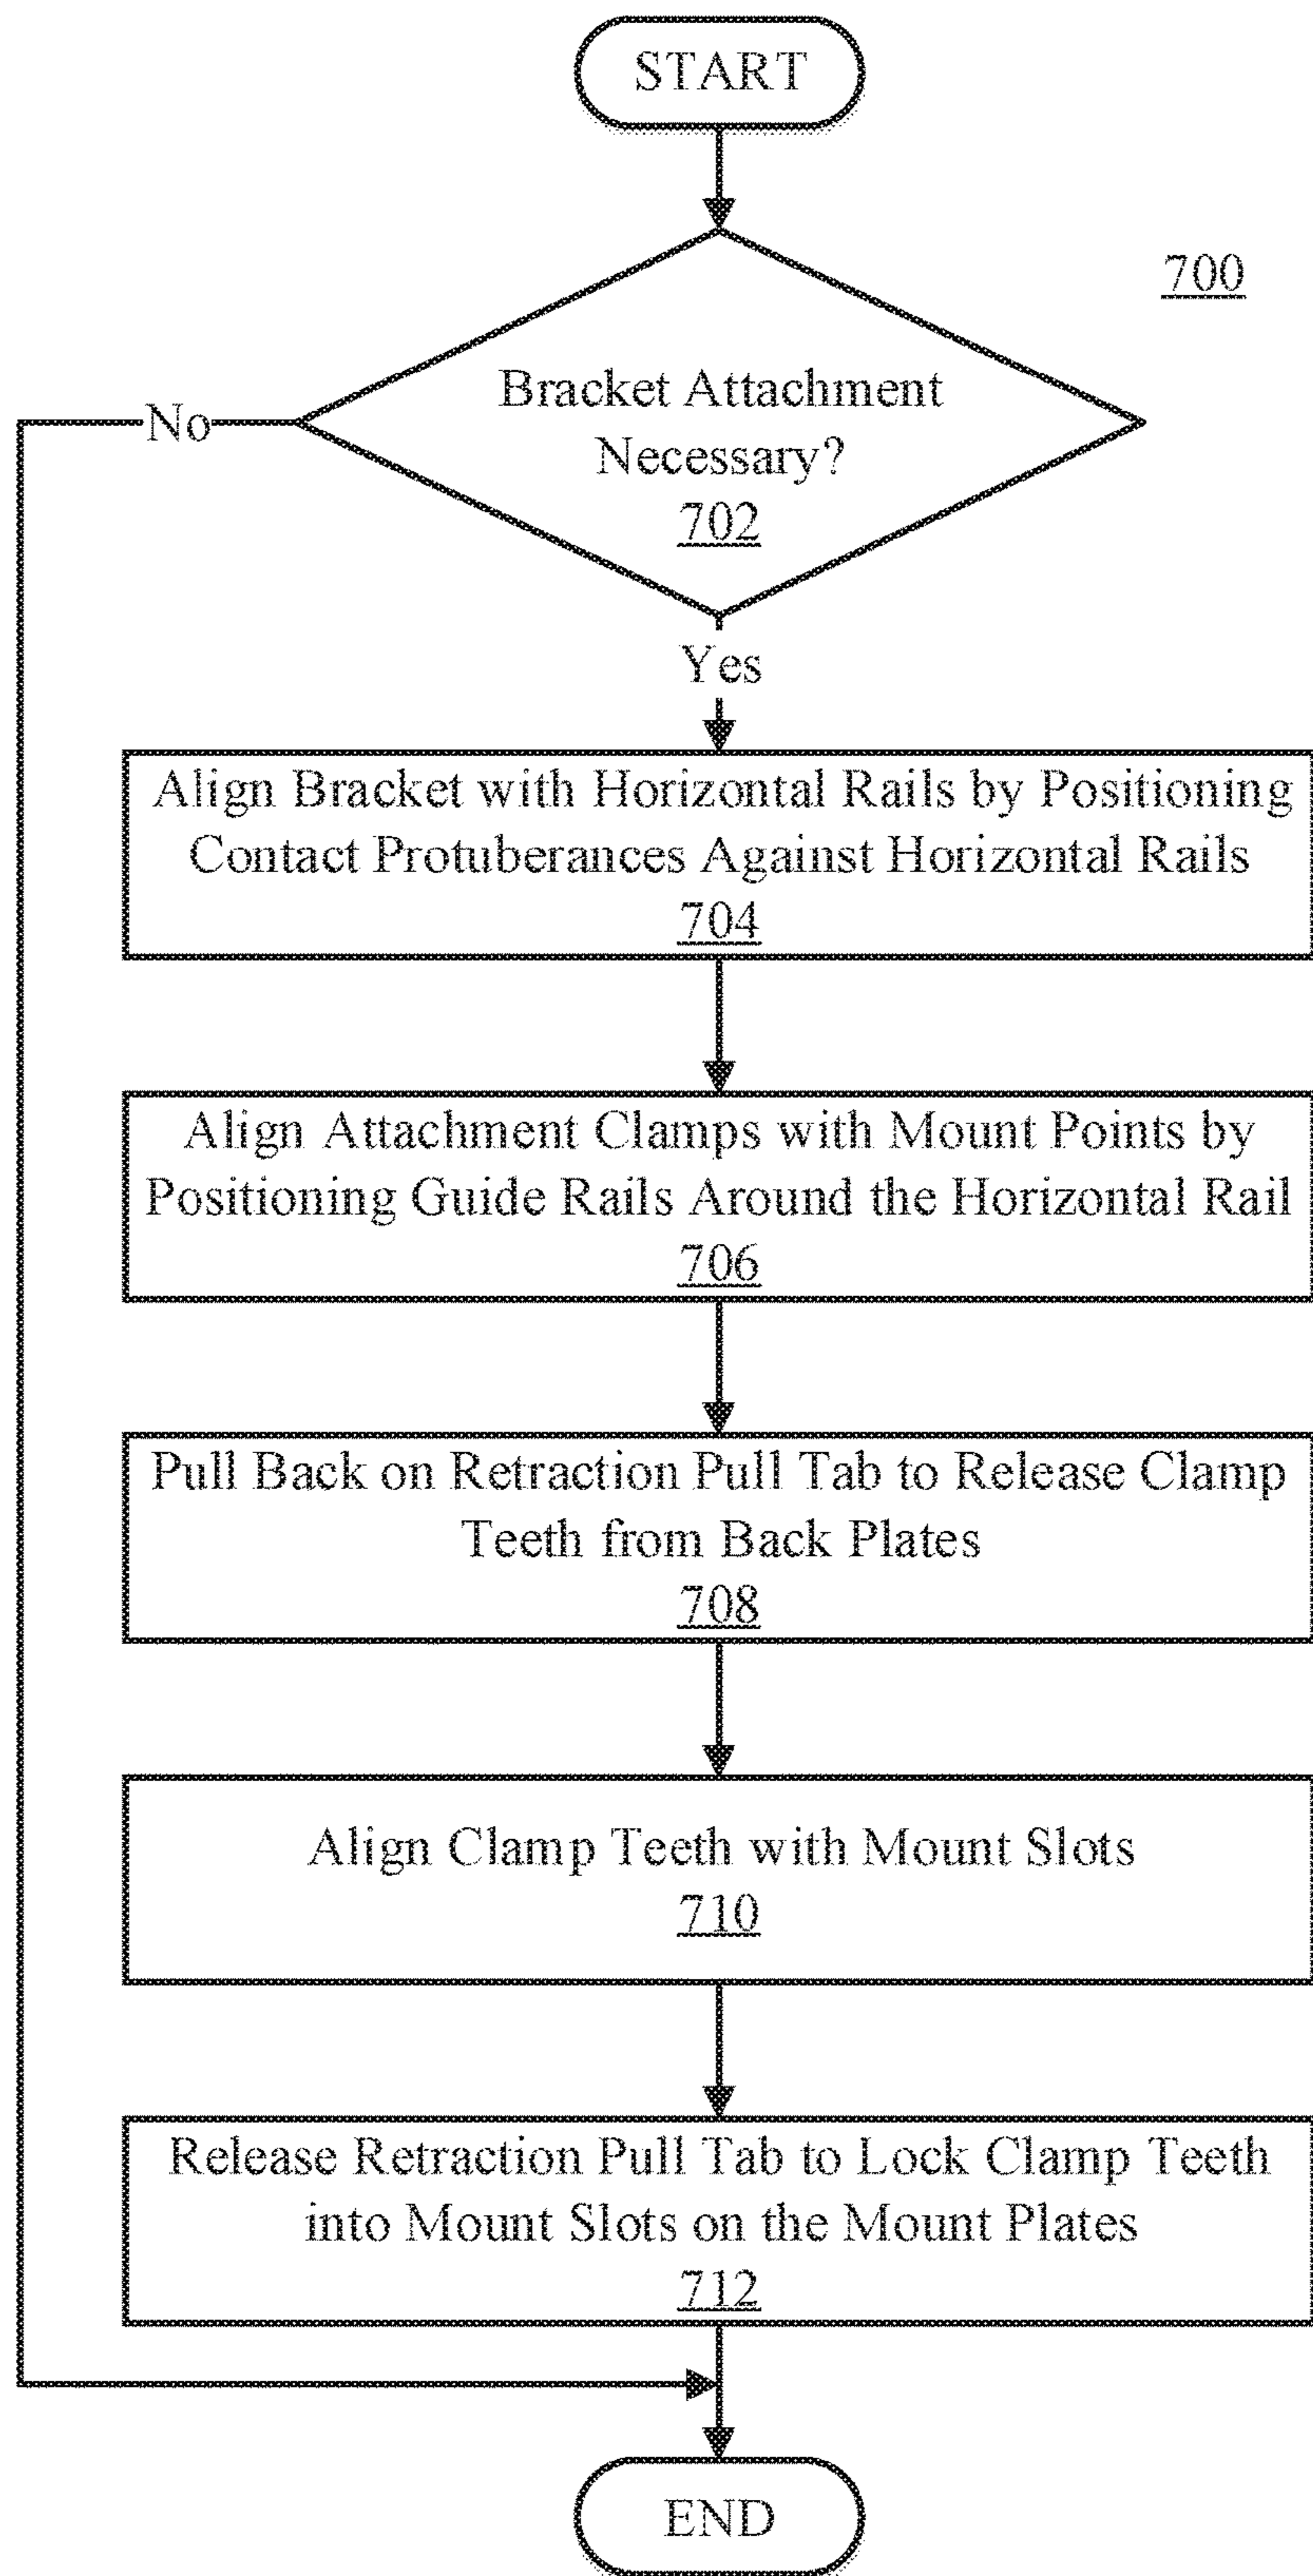 START
700
Bracket Attachment
Necessary?
702
No
Yes
Align Bracket with Horizontal Rails by Positioning
Contact Protuberances Against Horizontal Rails
704
Align Attachment Clamps with Mount Points by
Positioning Guide Rails Around the Horizontal Rail
706
Pull Back on Retraction Pull Tab to Release Clamp
Teeth from Back Plates
708
Align Clamp Teeth with Mount Slots
710
Release Retraction Pull Tab to Lock Clamp Teeth
into Mount Slots on the Mount Plates
712
END